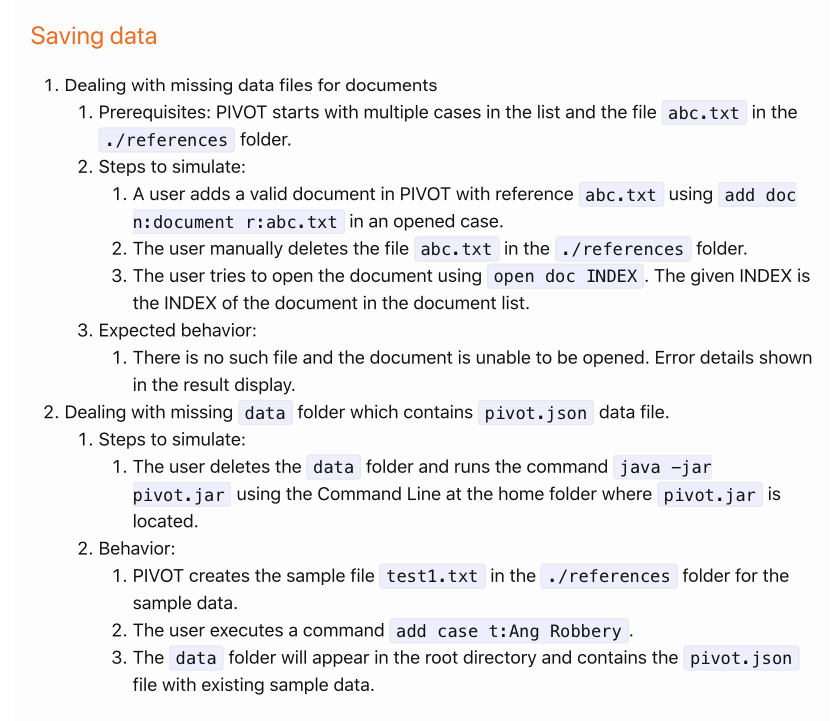 Saving data
1. Dealing with missing data files for documents
1. Prerequisites: PIVOT starts with multiple cases in the list and the file abc.txt in the
./references folder.
2. Steps to simulate:
1. A user adds a valid document in PIVOT with reference abc.txt using add doc
n:document r:abc.txt in an opened case.
2. The user manually deletes the file abc.txt in the ./references folder.
3. The user tries to open the document using open doc INDEX. The given INDEX is
the INDEX of the document in the document list.
3. Expected behavior:
1. There is no such file and the document is unable to be opened. Error details shown
in the result display.
2. Dealing with missing data folder which contains pivot.json data file.
1. Steps to simulate:
1. The user deletes the data folder and runs the command java -jar
pivot.jar using the Command Line at the home folder where pivot.jar is
located.
2. Behavior:
1. PIVOT creates the sample file test1.txt in the ./references folder for the
sample data.
2. The user executes a command add case t:Ang Robbery.
3. The data folder will appear in the root directory and contains the pivot.json
file with existing sample data.